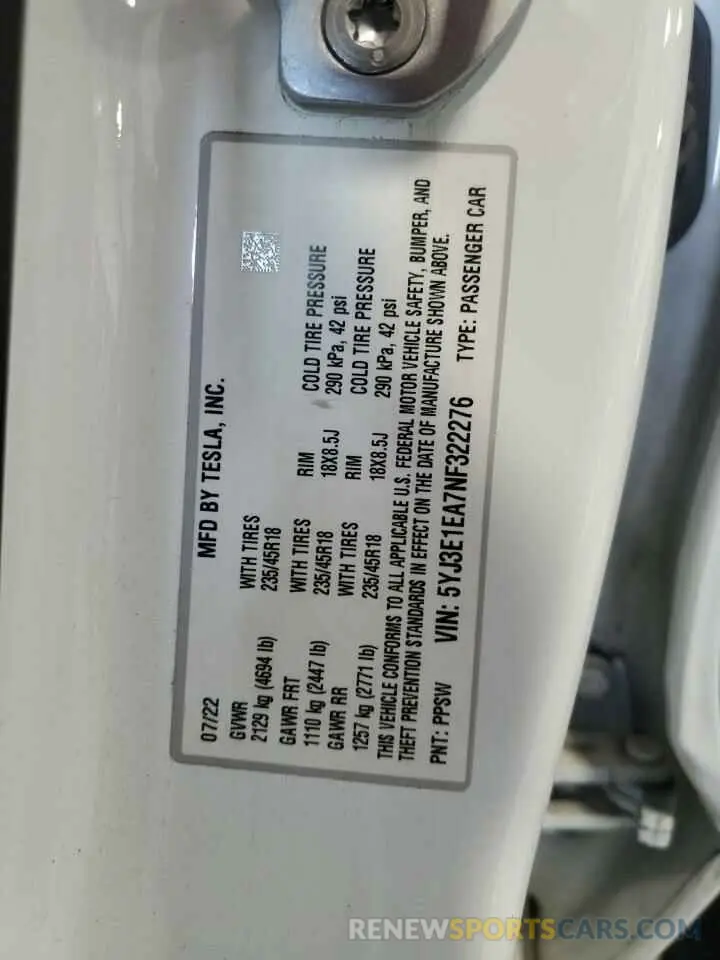 07/22 MFD BY TESLA, INC.
GVWR
2129 kg (4694 lb) WITH TIRES 235/45R18
GAWR FRT WITH TIRES RIM COLD TIRE PRESSURE
1110 kg (2447 lb) 235/45R18 18X8.5J 290 kPa, 42 psi
GAWR RR WITH TIRES RIM COLD TIRE PRESSURE
1257 kg (2771 lb) 235/45R18 18X8.5J 290 kPa, 42 psi
THIS VEHICLE CONFORMS TO ALL APPLICABLE U.S. FEDERAL MOTOR VEHICLE SAFETY, BUMPER, AND
THEFT PREVENTION STANDARDS IN EFFECT ON THE DATE OF MANUFACTURE SHOWN ABOVE.
PNT: PPSW VIN: 5YJ3E1EA7NF322276 TYPE: PASSENGER CAR
RENEWSPORTSCARS.COM